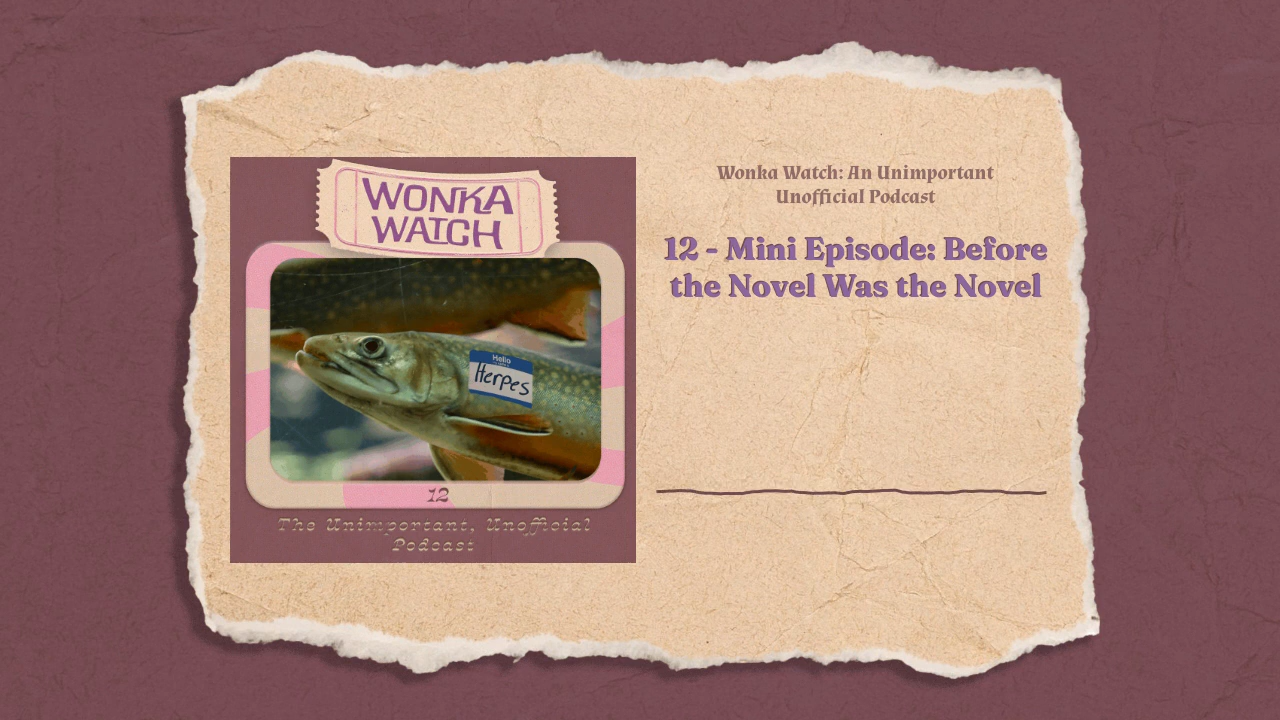 WONKA
WATCH
Hello
Herpes
12
The Unimportant, Unofficial
Podcast
Wonka Watch: An Unimportant
Unofficial Podcast
12 - Mini Episode: Before
the Novel Was the Novel